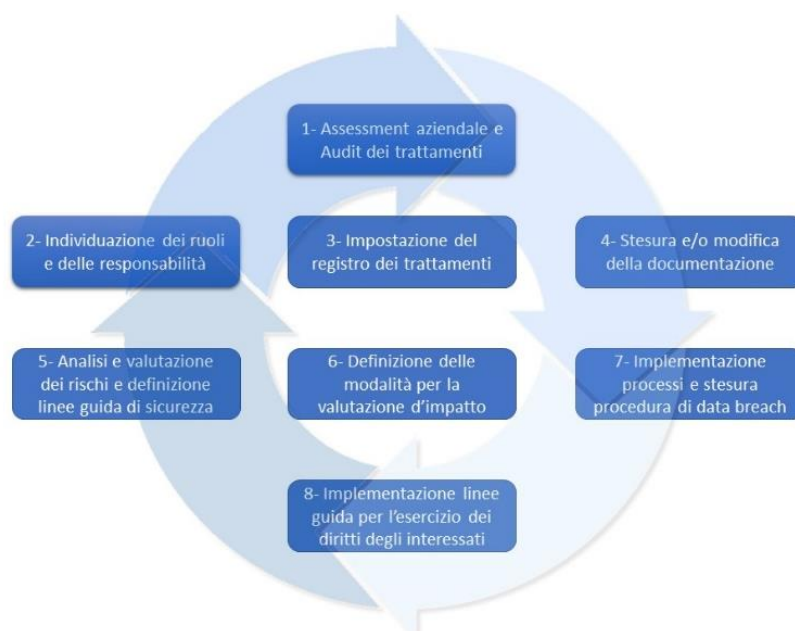 1- Assessment aziendale e
Audit dei trattamenti
2- Individuazione dei ruoli
e delle responsabilità
3- Impostazione del
registro dei trattamenti
4- Stesura e/o modifica
della documentazione
5- Analisi e valutazione
dei rischi e definizione
linee guida di sicurezza
6- Definizione delle
modalità per la
valutazione d'impatto
7- Implementazione
processi e stesura
procedura di data breach
8- Implementazione linee
guida per l'esercizio dei
diritti degli interessati